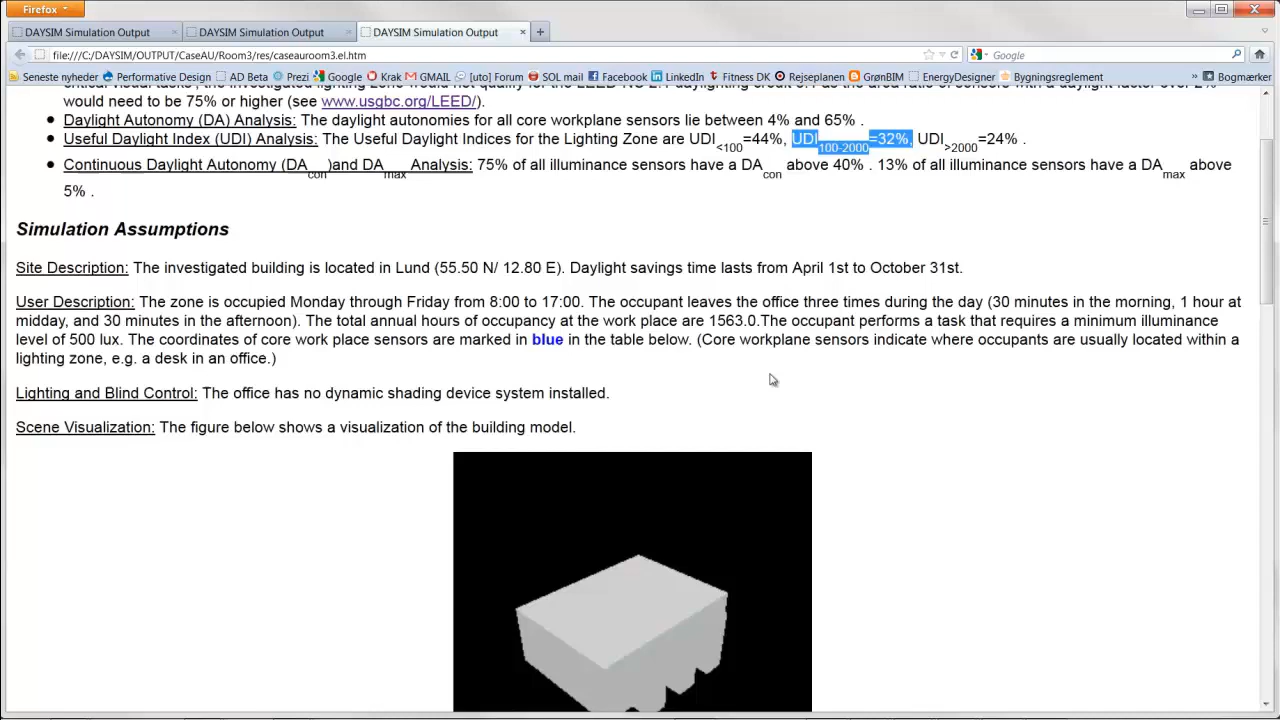 Firefox
DAYSIM Simulation Output
DAYSIM Simulation Output
DAYSIM Simulation Output
file:///C:/DAYSIM/OUTPUT/CaseAU/Room3/res/caseauroom3.el.htm
Google
Seneste nyheder Performative Design AD Beta Prezi Google Krak GMAIL [uto] Forum SOL mail Facebook LinkedIn Fitness DK Rejseplanen GrønBIM EnergyDesigner Bygningsreglement » Bogmærker
would need to be 75% or higher (see www.usgbc.org/LEED/).
Daylight Autonomy (DA) Analysis: The daylight autonomies for all core workplane sensors lie between 4% and 65% .
Useful Daylight Index (UDI) Analysis: The Useful Daylight Indices for the Lighting Zone are UDI<100=44%, UDI100-2000=32%, UDI>2000=24% .
Continuous Daylight Autonomy (DAcon)and DAmax Analysis: 75% of all illuminance sensors have a DAcon above 40% . 13% of all illuminance sensors have a DAmax above
5% .
Simulation Assumptions
Site Description: The investigated building is located in Lund (55.50 N/ 12.80 E). Daylight savings time lasts from April 1st to October 31st.
User Description: The zone is occupied Monday through Friday from 8:00 to 17:00. The occupant leaves the office three times during the day (30 minutes in the morning, 1 hour at
midday, and 30 minutes in the afternoon). The total annual hours of occupancy at the work place are 1563.0.The occupant performs a task that requires a minimum illuminance
level of 500 lux. The coordinates of core work place sensors are marked in blue in the table below. (Core workplane sensors indicate where occupants are usually located within a
lighting zone, e.g. a desk in an office.)
Lighting and Blind Control: The office has no dynamic shading device system installed.
Scene Visualization: The figure below shows a visualization of the building model.